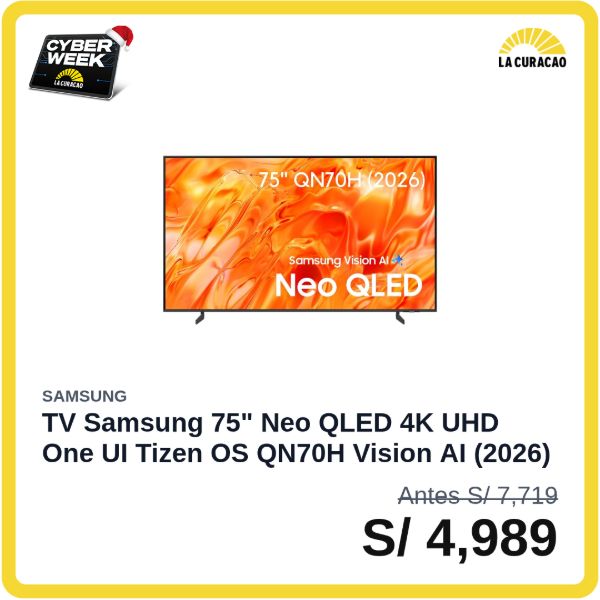 CYBER
WEEK
LA CURACAO
LA CURACAO
75" QN70H (2026)
Samsung Vision AI
Neo QLED
SAMSUNG
TV Samsung 75" Neo QLED 4K UHD
One UI Tizen OS QN70H Vision AI (2026)
Antes S/ 7,719
S/ 4,989